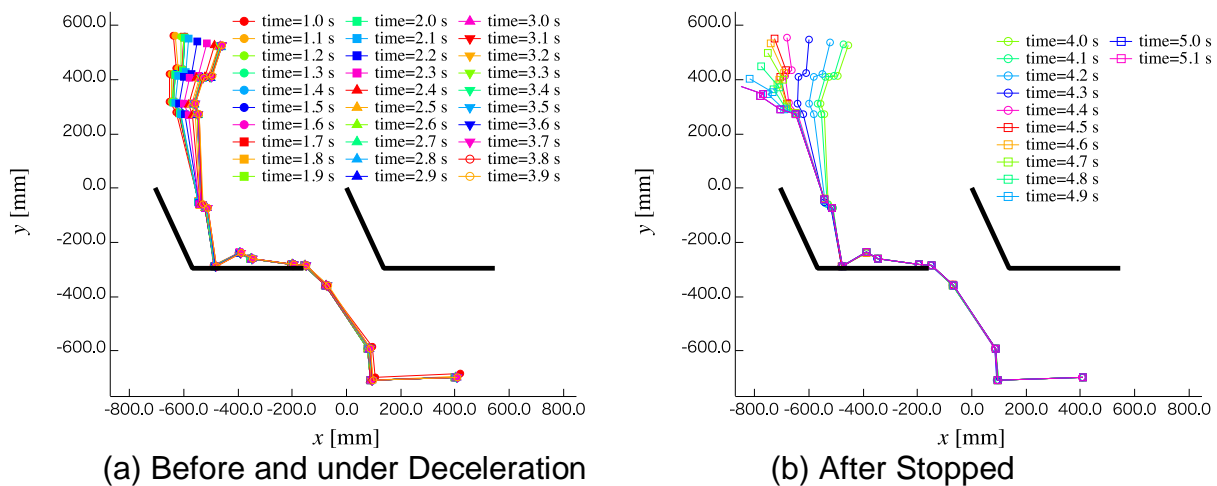 600.0
400.0
200.0
0.0
-200.0
-400.0
-600.0
y [mm]
-800.0 -600.0 -400.0 -200.0 0.0 200.0 400.0 600.0 800.0
x [mm]
time=1.0 s time=2.0 s time=3.0 s
time=1.1 s time=2.1 s time=3.1 s
time=1.2 s time=2.2 s time=3.2 s
time=1.3 s time=2.3 s time=3.3 s
time=1.4 s time=2.4 s time=3.4 s
time=1.5 s time=2.5 s time=3.5 s
time=1.6 s time=2.6 s time=3.6 s
time=1.7 s time=2.7 s time=3.7 s
time=1.8 s time=2.8 s time=3.8 s
time=1.9 s time=2.9 s time=3.9 s
(a) Before and under Deceleration
600.0
400.0
200.0
0.0
-200.0
-400.0
-600.0
y [mm]
-800.0 -600.0 -400.0 -200.0 0.0 200.0 400.0 600.0 800.0
x [mm]
time=4.0 s time=5.0 s
time=4.1 s time=5.1 s
time=4.2 s
time=4.3 s
time=4.4 s
time=4.5 s
time=4.6 s
time=4.7 s
time=4.8 s
time=4.9 s
(b) After Stopped